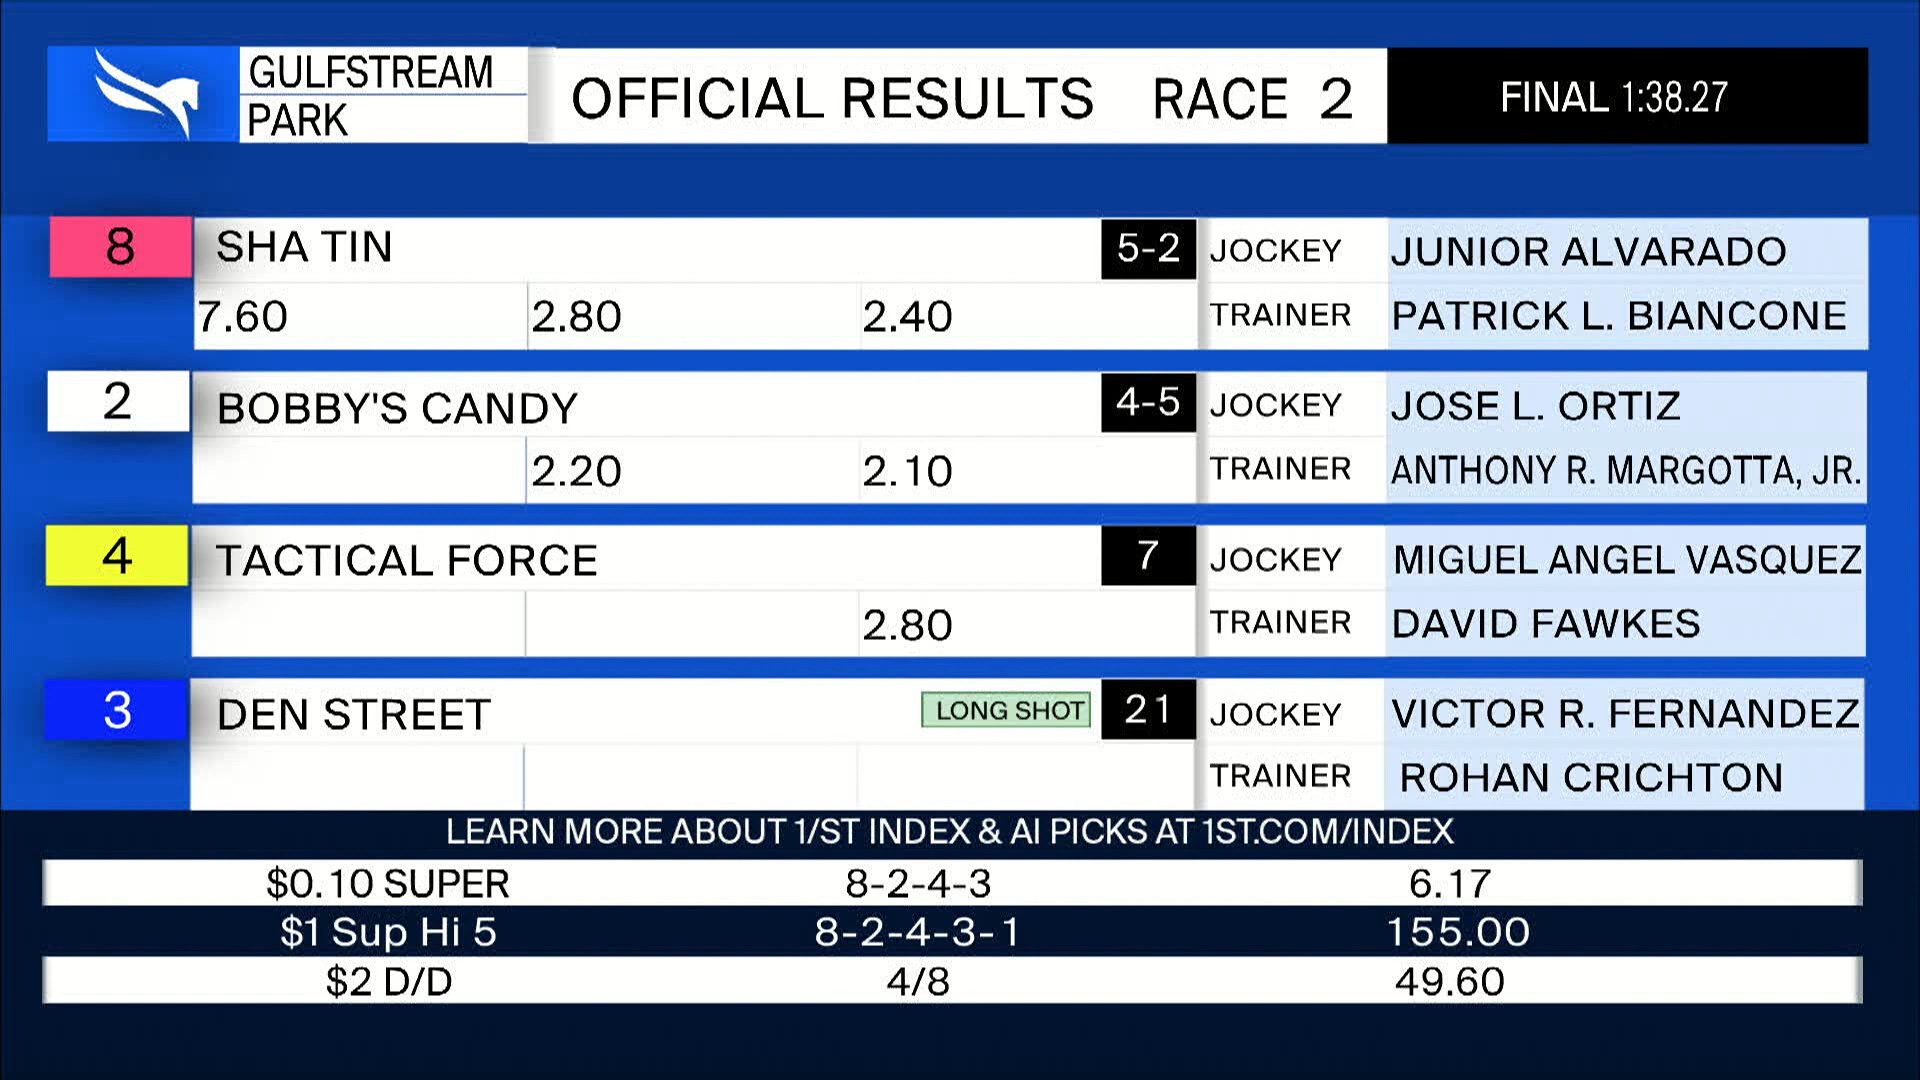 GULFSTREAM
PARK
OFFICIAL RESULTS RACE 2
FINAL 1:38.27
8 SHA TIN 5-2 JOCKEY JUNIOR ALVARADO
7.60 2.80 2.40 TRAINER PATRICK L. BIANCONE
2 BOBBY'S CANDY 4-5 JOCKEY JOSE L. ORTIZ
2.20 2.10 TRAINER ANTHONY R. MARGOTTA, JR.
4 TACTICAL FORCE 7 JOCKEY MIGUEL ANGEL VASQUEZ
2.80 TRAINER DAVID FAWKES
3 DEN STREET LONG SHOT 21 JOCKEY VICTOR R. FERNANDEZ
TRAINER ROHAN CRICHTON
LEARN MORE ABOUT 1/ST INDEX & AI PICKS AT 1ST.COM/INDEX
$0.10 SUPER 8-2-4-3 6.17
$1 Sup Hi 5 8-2-4-3-1 155.00
$2 D/D 4/8 49.60